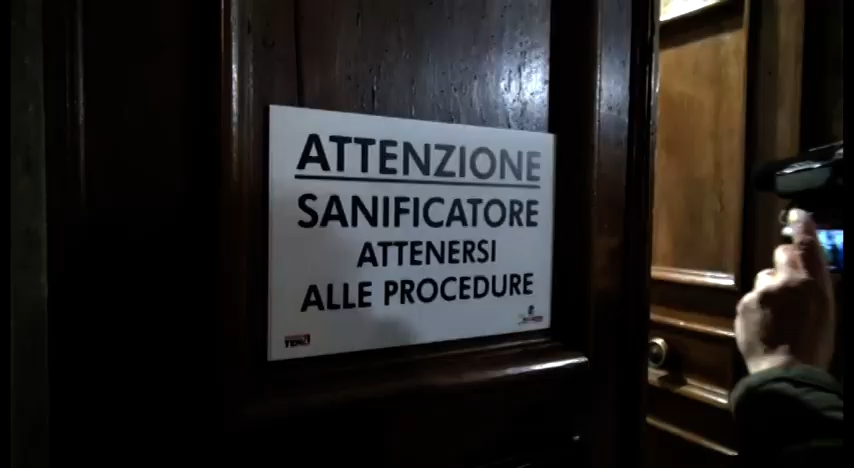 ATTENZIONE
SANIFICATORE
ATTENERSI
ALLE PROCEDURE